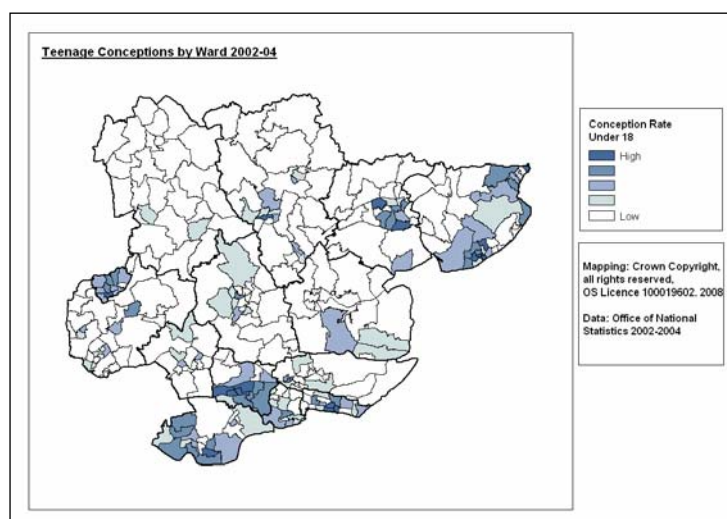 Teenage Conceptions by Ward 2002-04
Conception Rate
Under 18
High
Low
Mapping: Crown Copyright,
all rights reserved,
OS Licence 100019602. 2008
Data: Office of National
Statistics 2002-2004